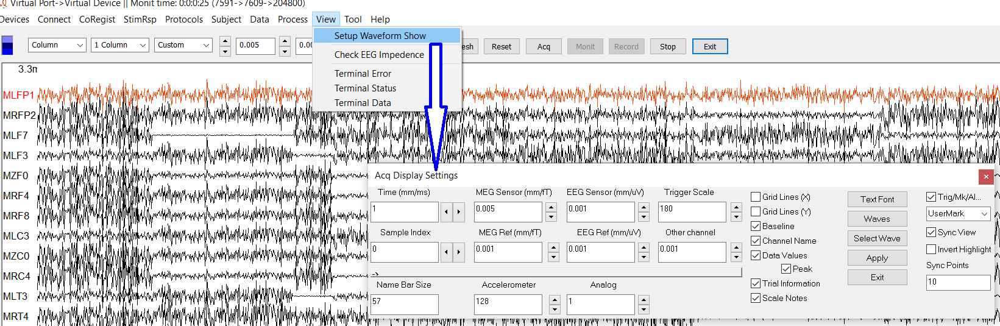 Virtual Port->Virtual Device || Monit time: 0:0:0:25 (7591->7609->204800)
Devices Connect CoRegist StimRsp Protocols Subject Data Process View Tool Help
Column 1 Column Custom 0.005 0.00 esh Reset Acq Monit Record Stop Exit
Setup Waveform Show
Check EEG Impedence
Terminal Error
Terminal Status
Terminal Data
3.3m
MLFP1
MRFP2
MLF7
MLF3
MZF0
MRF4
MRF8
MLC3
MZC0
MRC4
MLT3
MRT4
Acq Display Settings
Time (mm/ms) MEG Sensor (mm/fT) EEG Sensor (mm/uV) Trigger Scale
1 0.005 0.001 180
Sample Index MEG Ref (mm/fT) EEG Ref (mm/uV) Other channel
0 0.001 0.001 0.001
->
Name Bar Size Accelerometer Analog
57 128 1
Grid Lines (X)
Grid Lines (Y)
Baseline
Channel Name
Data Values
Peak
Trial Information
Scale Notes
Text Font
Waves
Select Wave
Apply
Exit
Trig/Mk/Al...
UserMark
Sync View
Invert Highlight
Sync Points
10